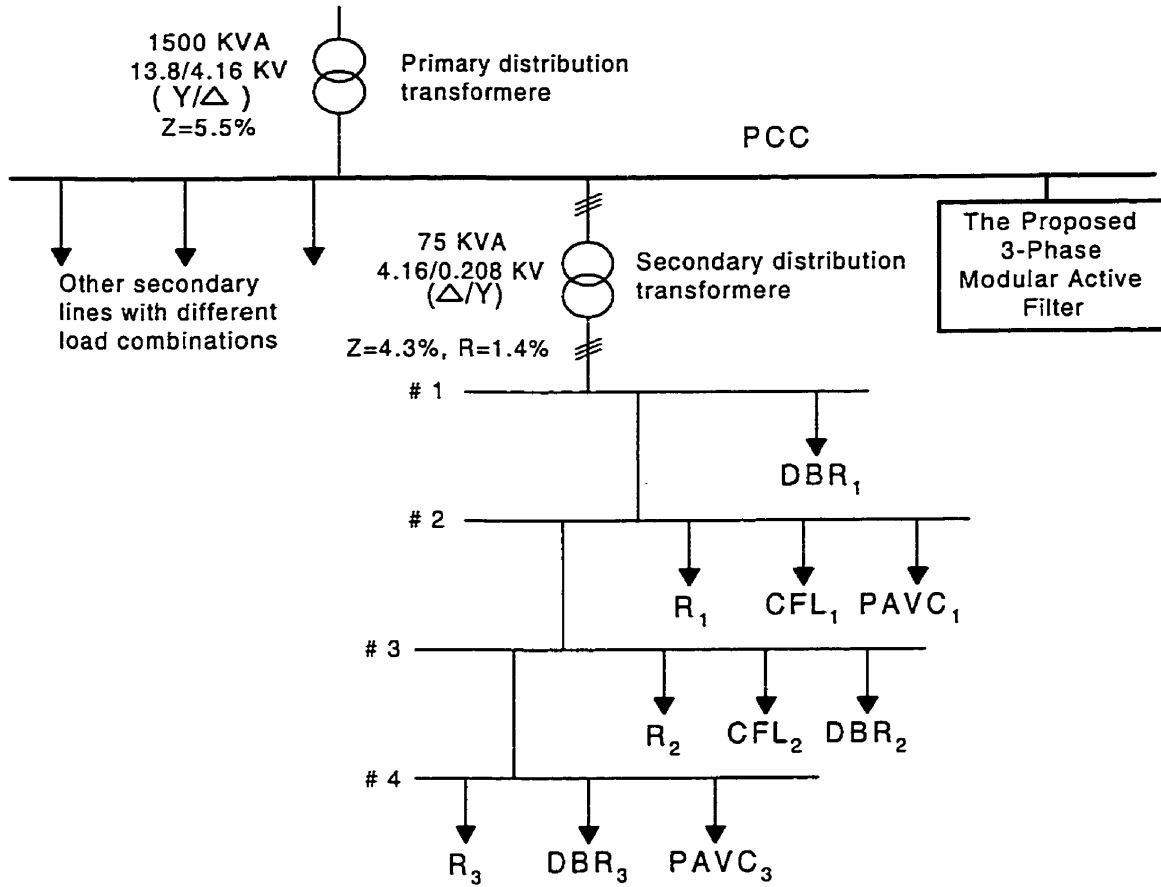 1500 KVA
13.8/4.16 KV
( Y/△ )
Z=5.5%
Primary distribution
transformere
PCC
Other secondary
lines with different
load combinations
75 KVA
4.16/0.208 KV
(△/Y)
Z=4.3%, R=1.4%
Secondary distribution
transformere
The Proposed
3-Phase
Modular Active
Filter
# 1
DBR₁
#2
R₁ CFL₁ PAVC₁
# 3
R₂ CFL₂ DBR₂
# 4
R₃ DBR₃ PAVC₃